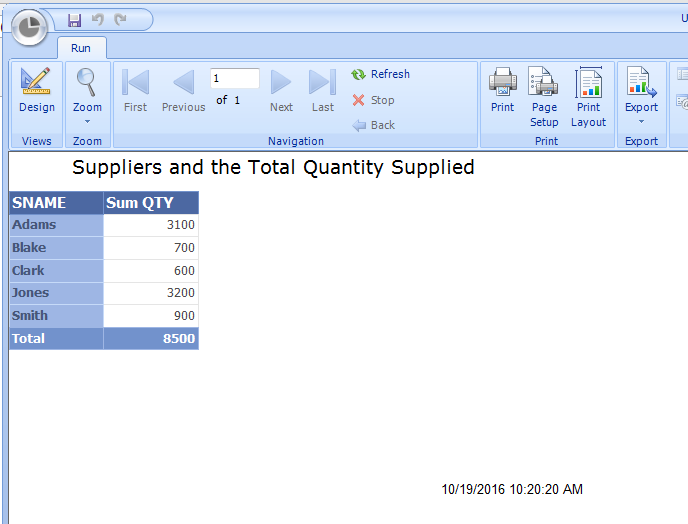 U
Run
1
of 1
Refresh
Stop
Back
Design
Zoom
First
Previous
Next
Last
Print
Page Setup
Print Layout
Export
Views
Zoom
Navigation
Print
Export
Suppliers and the Total Quantity Supplied
SNAME Sum QTY
Adams 3100
Blake 700
Clark 600
Jones 3200
Smith 900
Total 8500
10/19/2016 10:20:20 AM